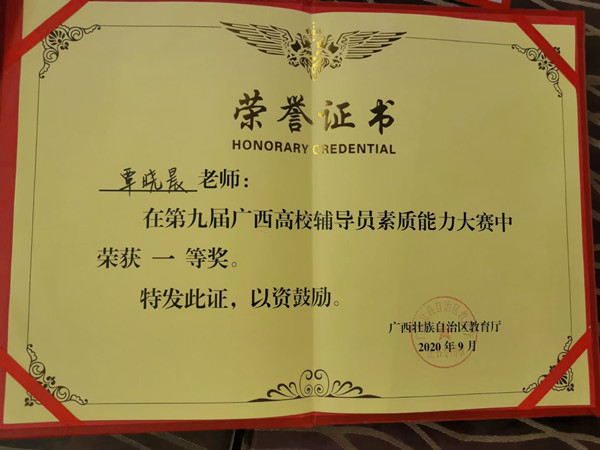 荣誉证书
HONORARY CREDENTIAL
覃晓晨 老师:
在第九届广西高校辅导员素质能力大赛中
荣获 一 等奖。
特发此证,以资鼓励。
广西壮族自治区教育厅
2020 年 9 月